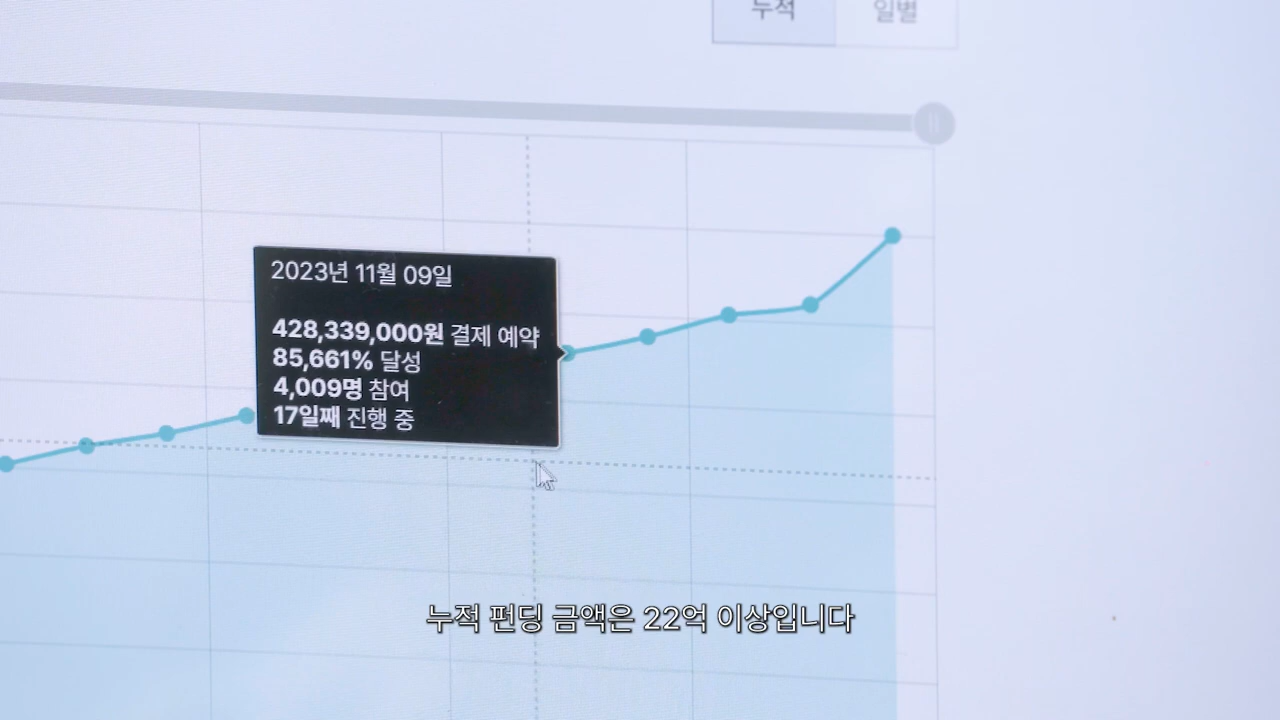 누적 일별
2023년 11월 09일
428,339,000원 결제 예약
85,661% 달성
4,009명 참여
17일째 진행 중
누적 펀딩 금액은 22억 이상입니다